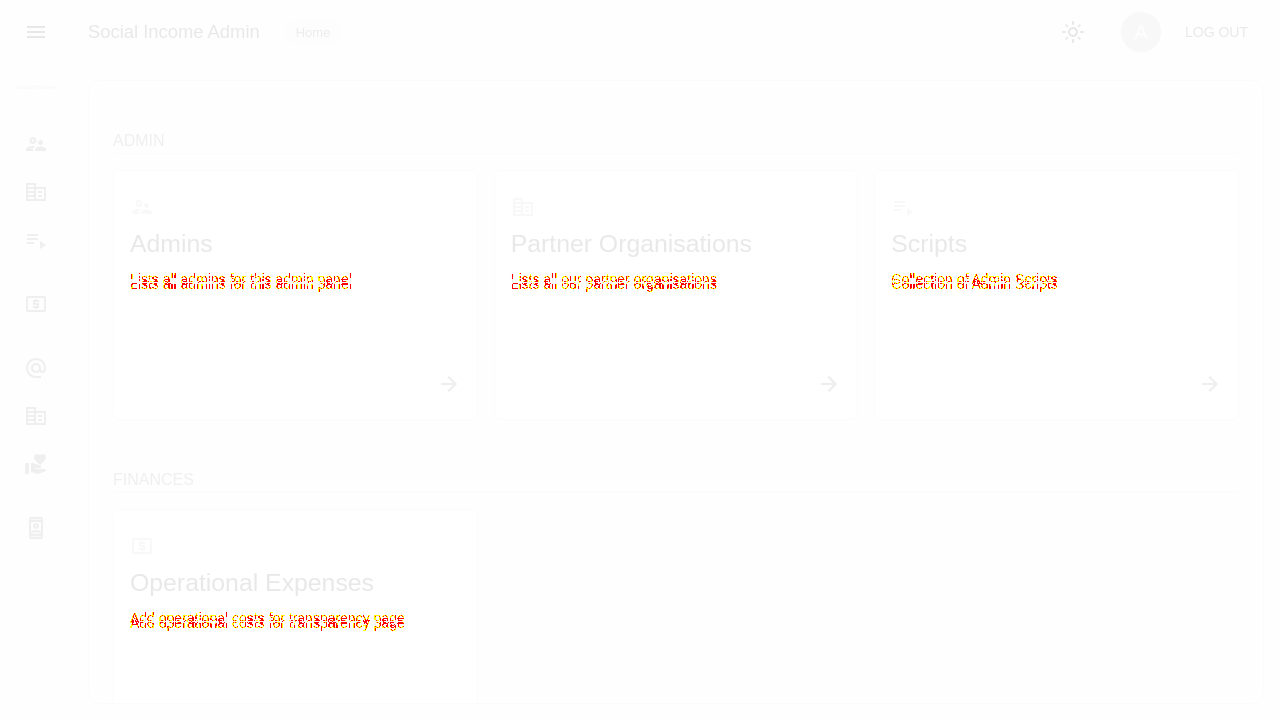 Social Income Admin
Home
A
LOG OUT
ADMIN
Admins
Lists all admins for this admin panel
Partner Organisations
Lists all our partner organisations
Scripts
Collection of Admin Scripts
FINANCES
Operational Expenses
Add operational costs for transparency page